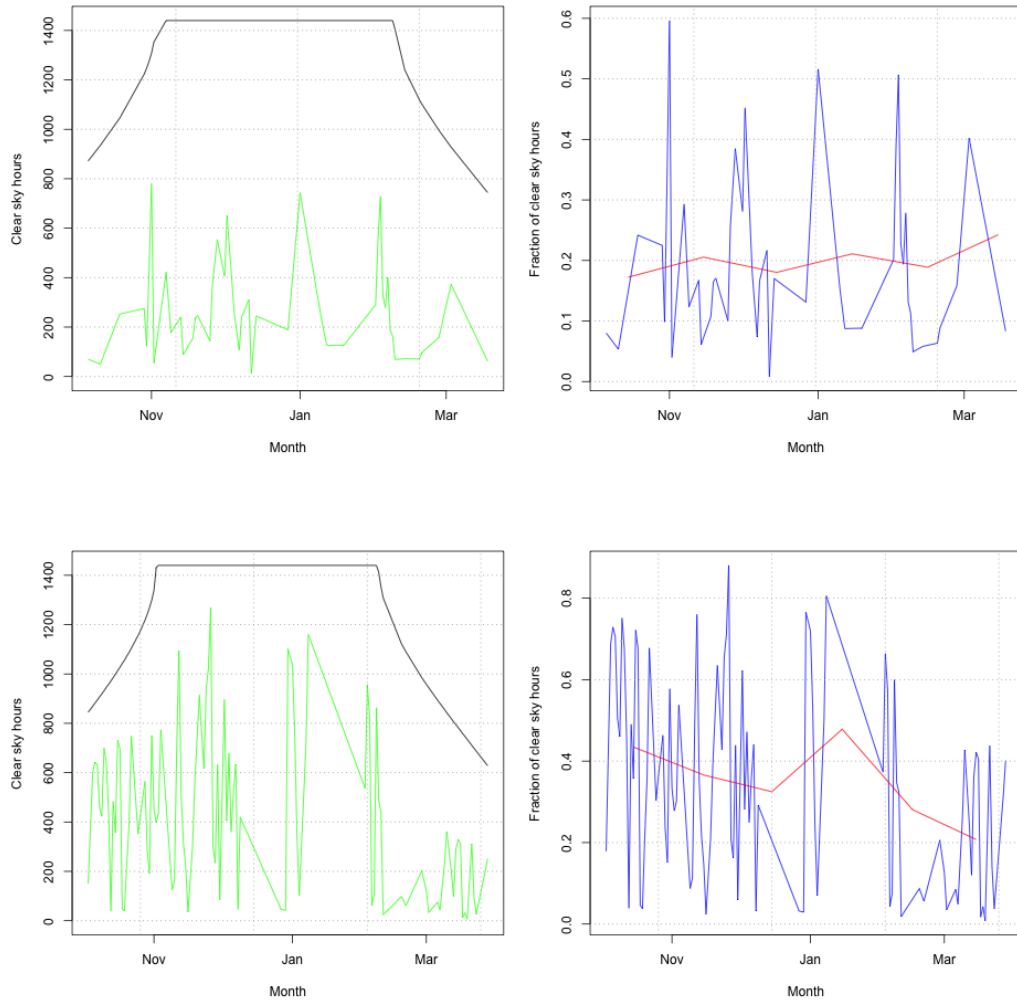 Clear sky hours
0
200
400
600
800
1000
1200
1400
Nov
Jan
Mar
Month
Fraction of clear sky hours
0.0
0.1
0.2
0.3
0.4
0.5
0.6
Nov
Jan
Mar
Month
Clear sky hours
0
200
400
600
800
1000
1200
1400
Nov
Jan
Mar
Month
Fraction of clear sky hours
0.0
0.2
0.4
0.6
0.8
Nov
Jan
Mar
Month